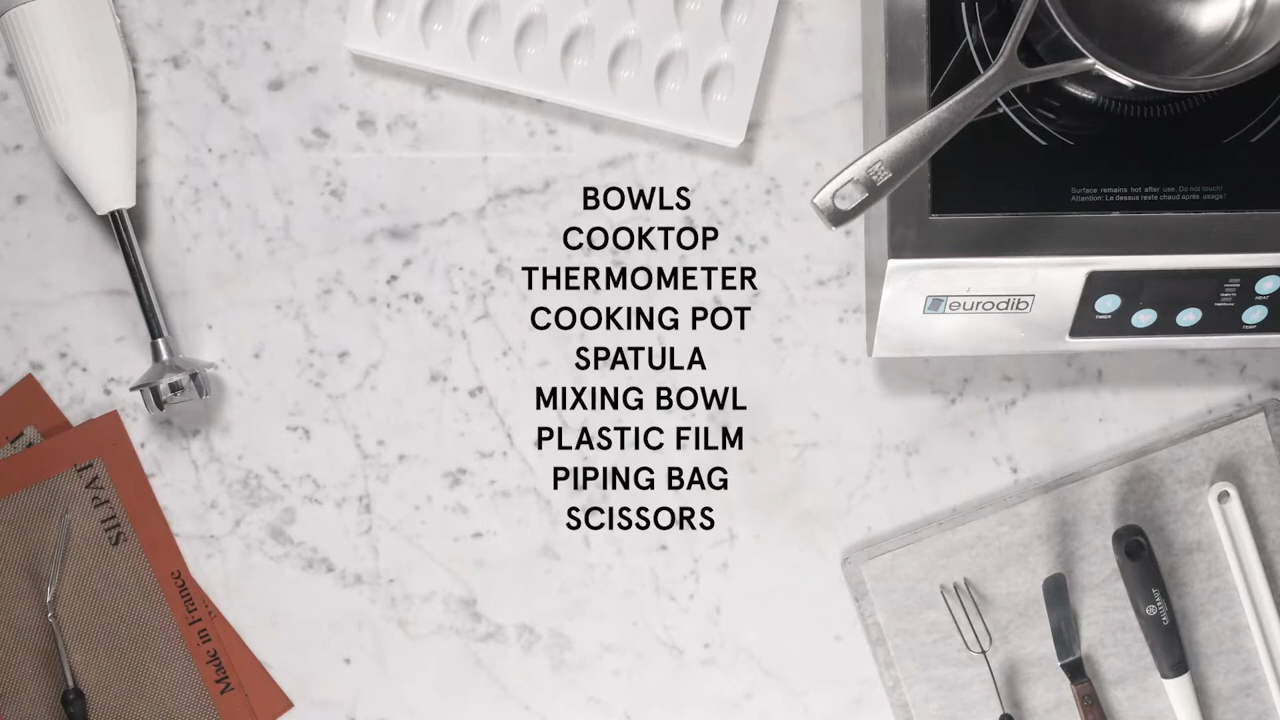 BOWLS
COOKTOP
THERMOMETER
COOKING POT
SPATULA
MIXING BOWL
PLASTIC FILM
PIPING BAG
SCISSORS
Surface remains hot after use. Do not touch!
Attention: Le dessus reste chaud après usage!
eurodib
TIMER
HEAT
TEMP
SILPAT
Made in France
CALLEBAUT